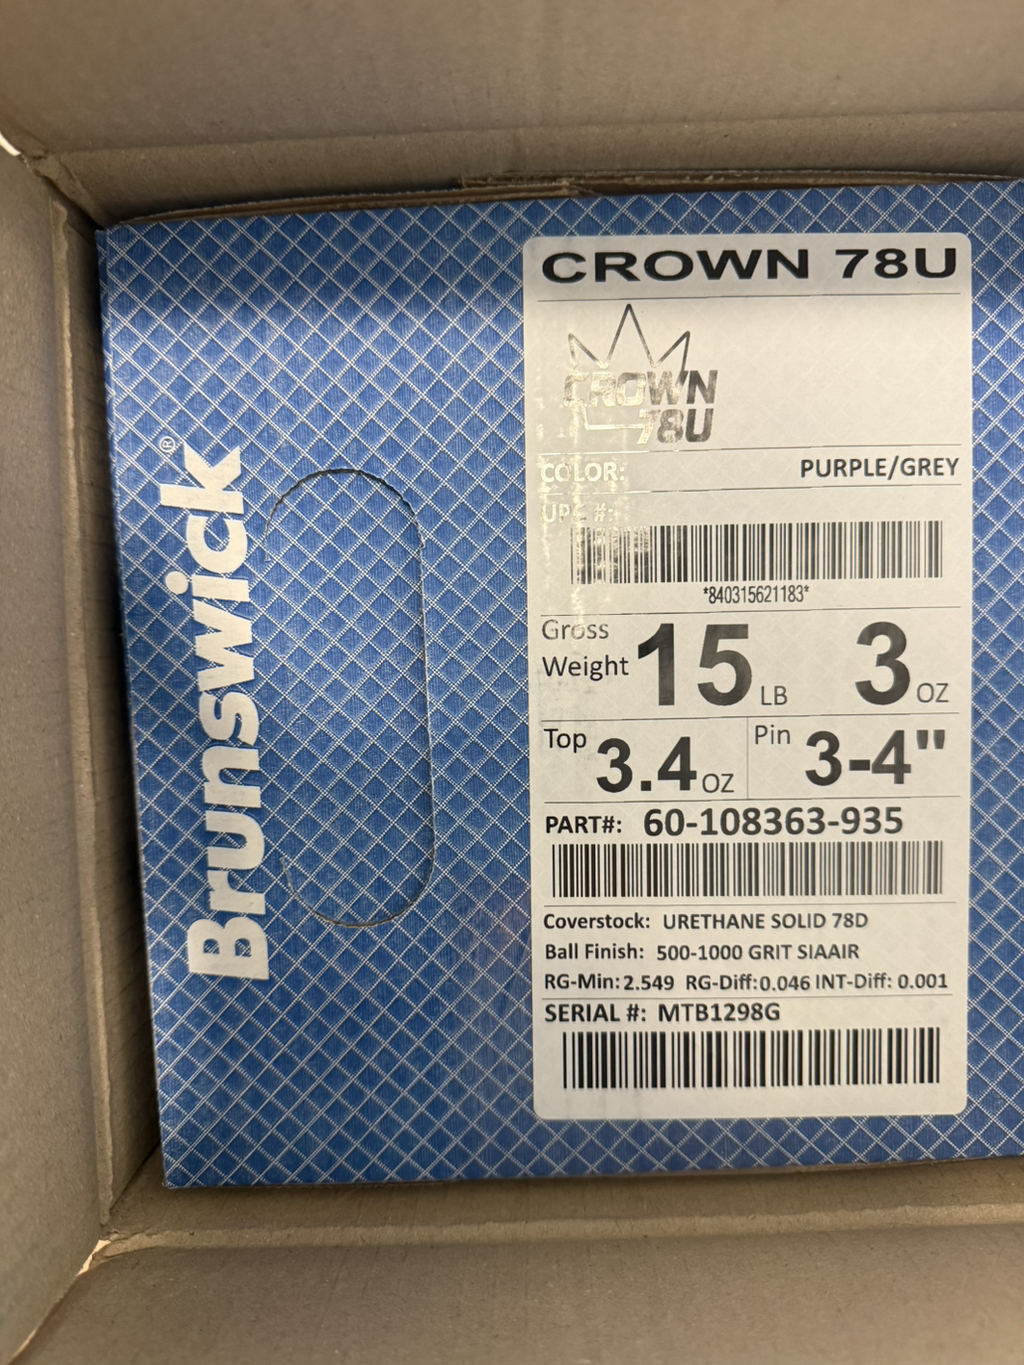 Brunswick®
CROWN 78U
CROWN
78U
COLOR: PURPLE/GREY
UPC #:
*840315621183*
Gross
Weight 15 LB 3 OZ
Top 3.4 OZ Pin 3-4"
PART#: 60-108363-935
Coverstock: URETHANE SOLID 78D
Ball Finish: 500-1000 GRIT SIAAIR
RG-Min: 2.549 RG-Diff: 0.046 INT-Diff: 0.001
SERIAL #: MTB1298G